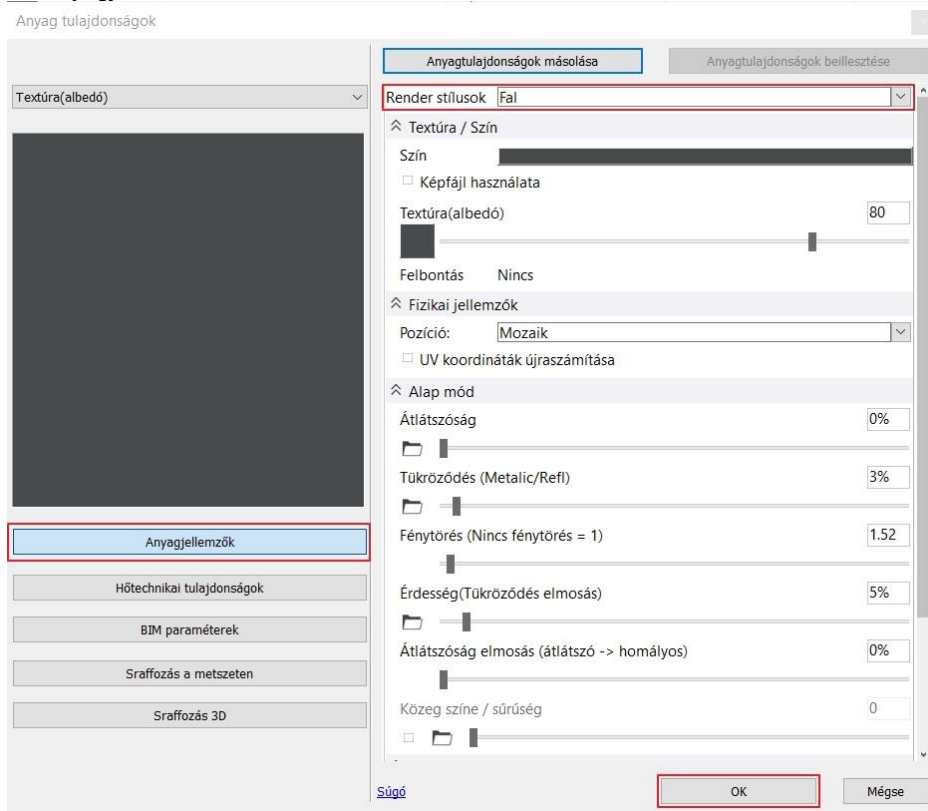 Anyag tulajdonságok
Anyagtulajdonságok másolása
Anyagtulajdonságok beillesztése
Textúra(albedó)
Render stílusok Fal
Textúra / Szín
Szín
Képfájl használata
Textúra(albedó) 80
Felbontás Nincs
Fizikai jellemzők
Pozíció: Mozaik
UV koordináták újraszámítása
Alap mód
Átlátszóság 0%
Tükröződés (Metalic/Refl) 3%
Fénytörés (Nincs fénytörés = 1) 1.52
Érdesség(Tükröződés elmosás) 5%
Átlátszóság elmosás (átlátszó -> homályos) 0%
Közeg színe / sűrűség 0
Anyagjellemzők
Hőtechnikai tulajdonságok
BIM paraméterek
Sraffozás a metszeten
Sraffozás 3D
Súgó
OK
Mégse